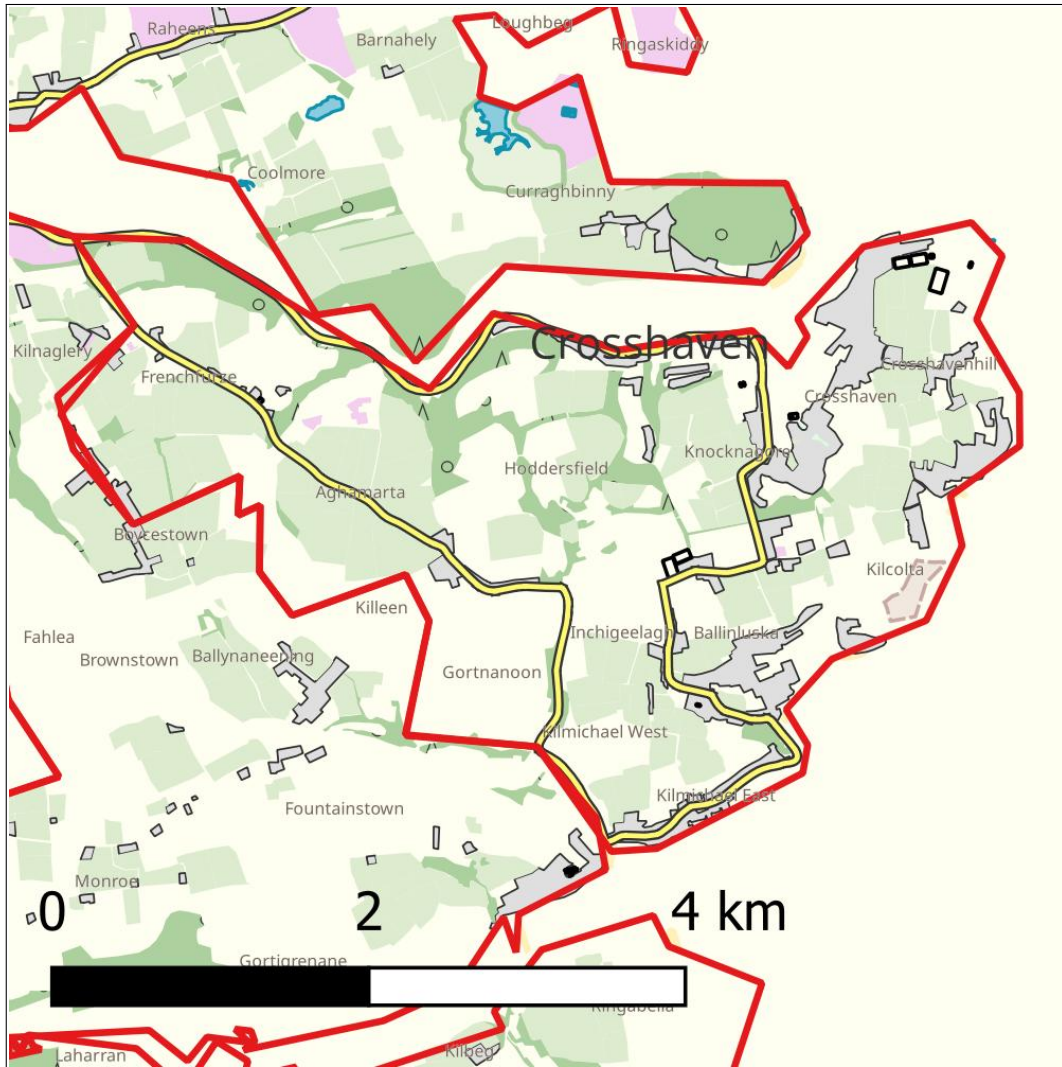 Raheens
Loughbeg
Barnahely
Ringaskiddy
Coolmore
Curraghbinny
Crosshaven
Kilnaglery
Crosshavenhill
Frenchfurze
Crosshaven
Knocknagore
Hoddersfield
Aghamarta
Boycestown
Kilcolta
Killeen
Fahlea
Inchigeelagh
Ballinluska
Brownstown
Ballynaneening
Gortnanoon
Kilmichael West
Kilmichael East
Fountainstown
Monroe
0 2 4 km
Gortigrenane
Ringabella
Laharran
Kilbeg